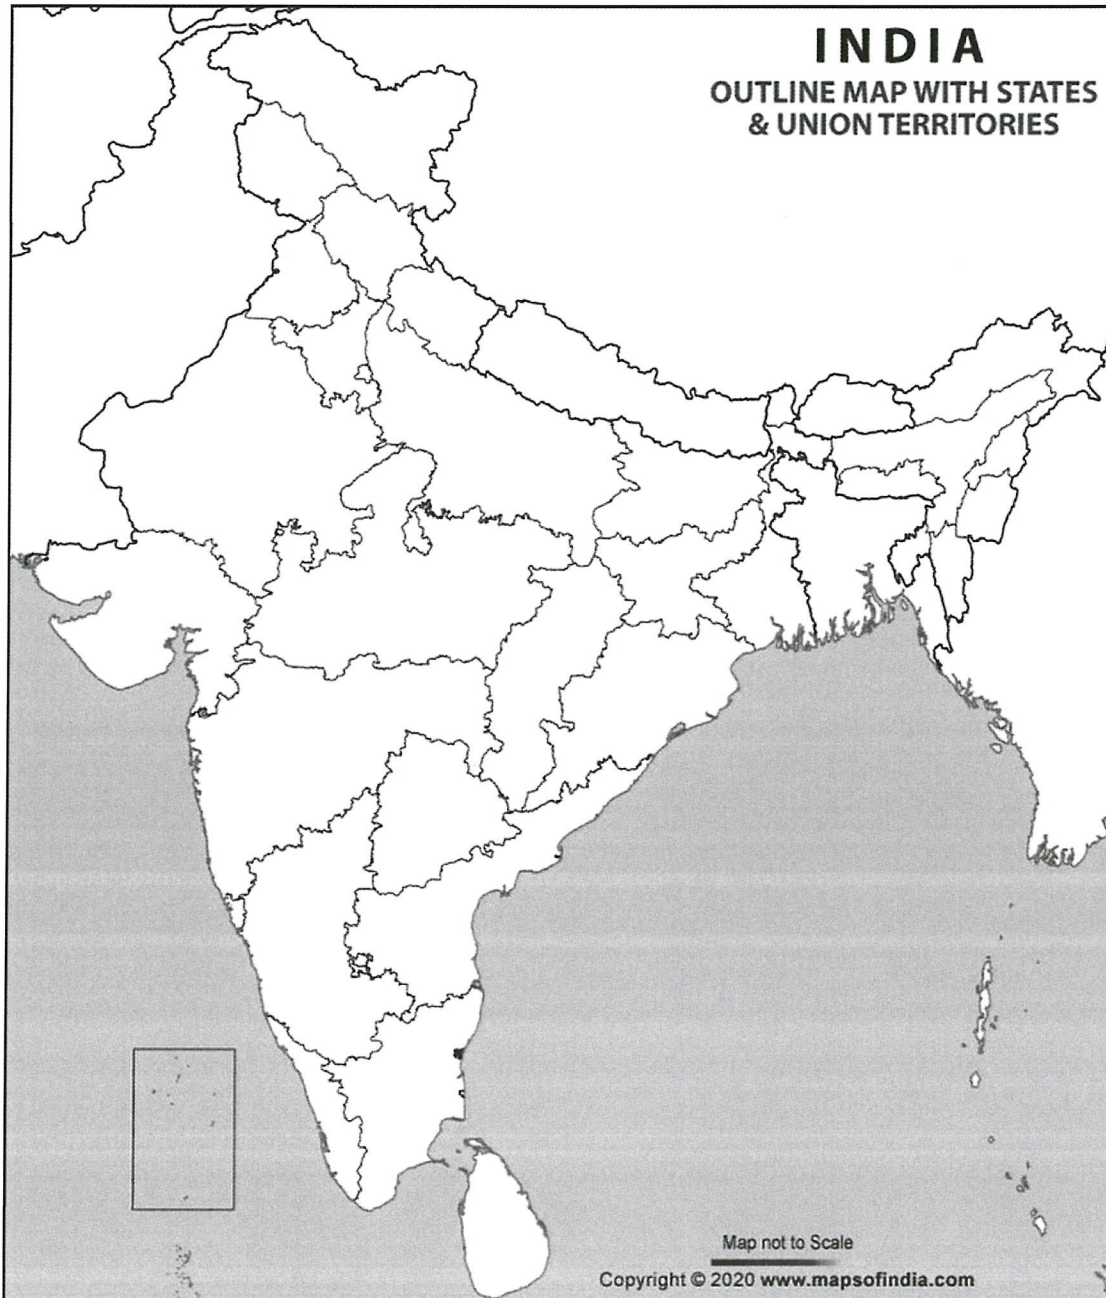 INDIA
OUTLINE MAP WITH STATES
& UNION TERRITORIES
Map not to Scale
Copyright © 2020 www.mapsofindia.com